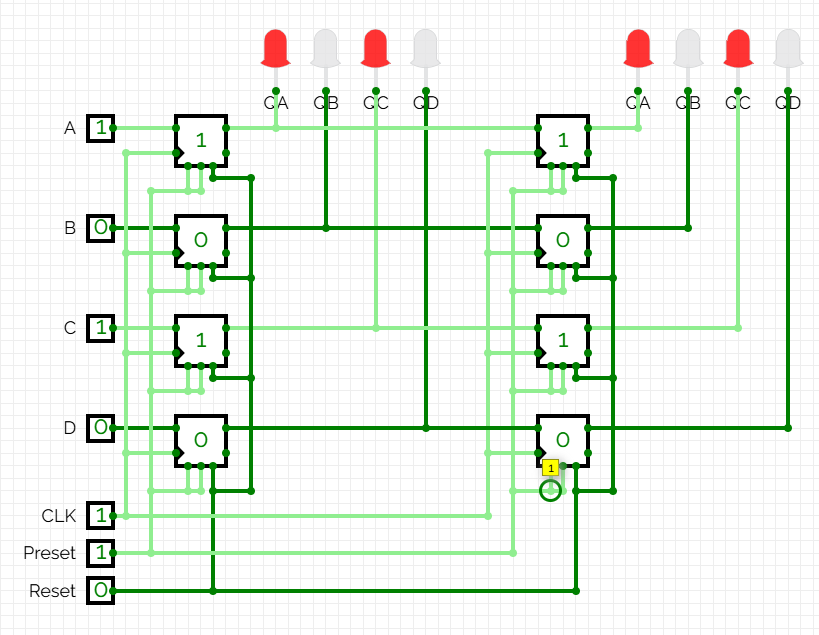 QA QB QC QD QA QB QC QD
A 1 1 1
B 0 0 0
C 1 1 1
D 0 0 0
1
CLK 1
Preset 1
Reset 0